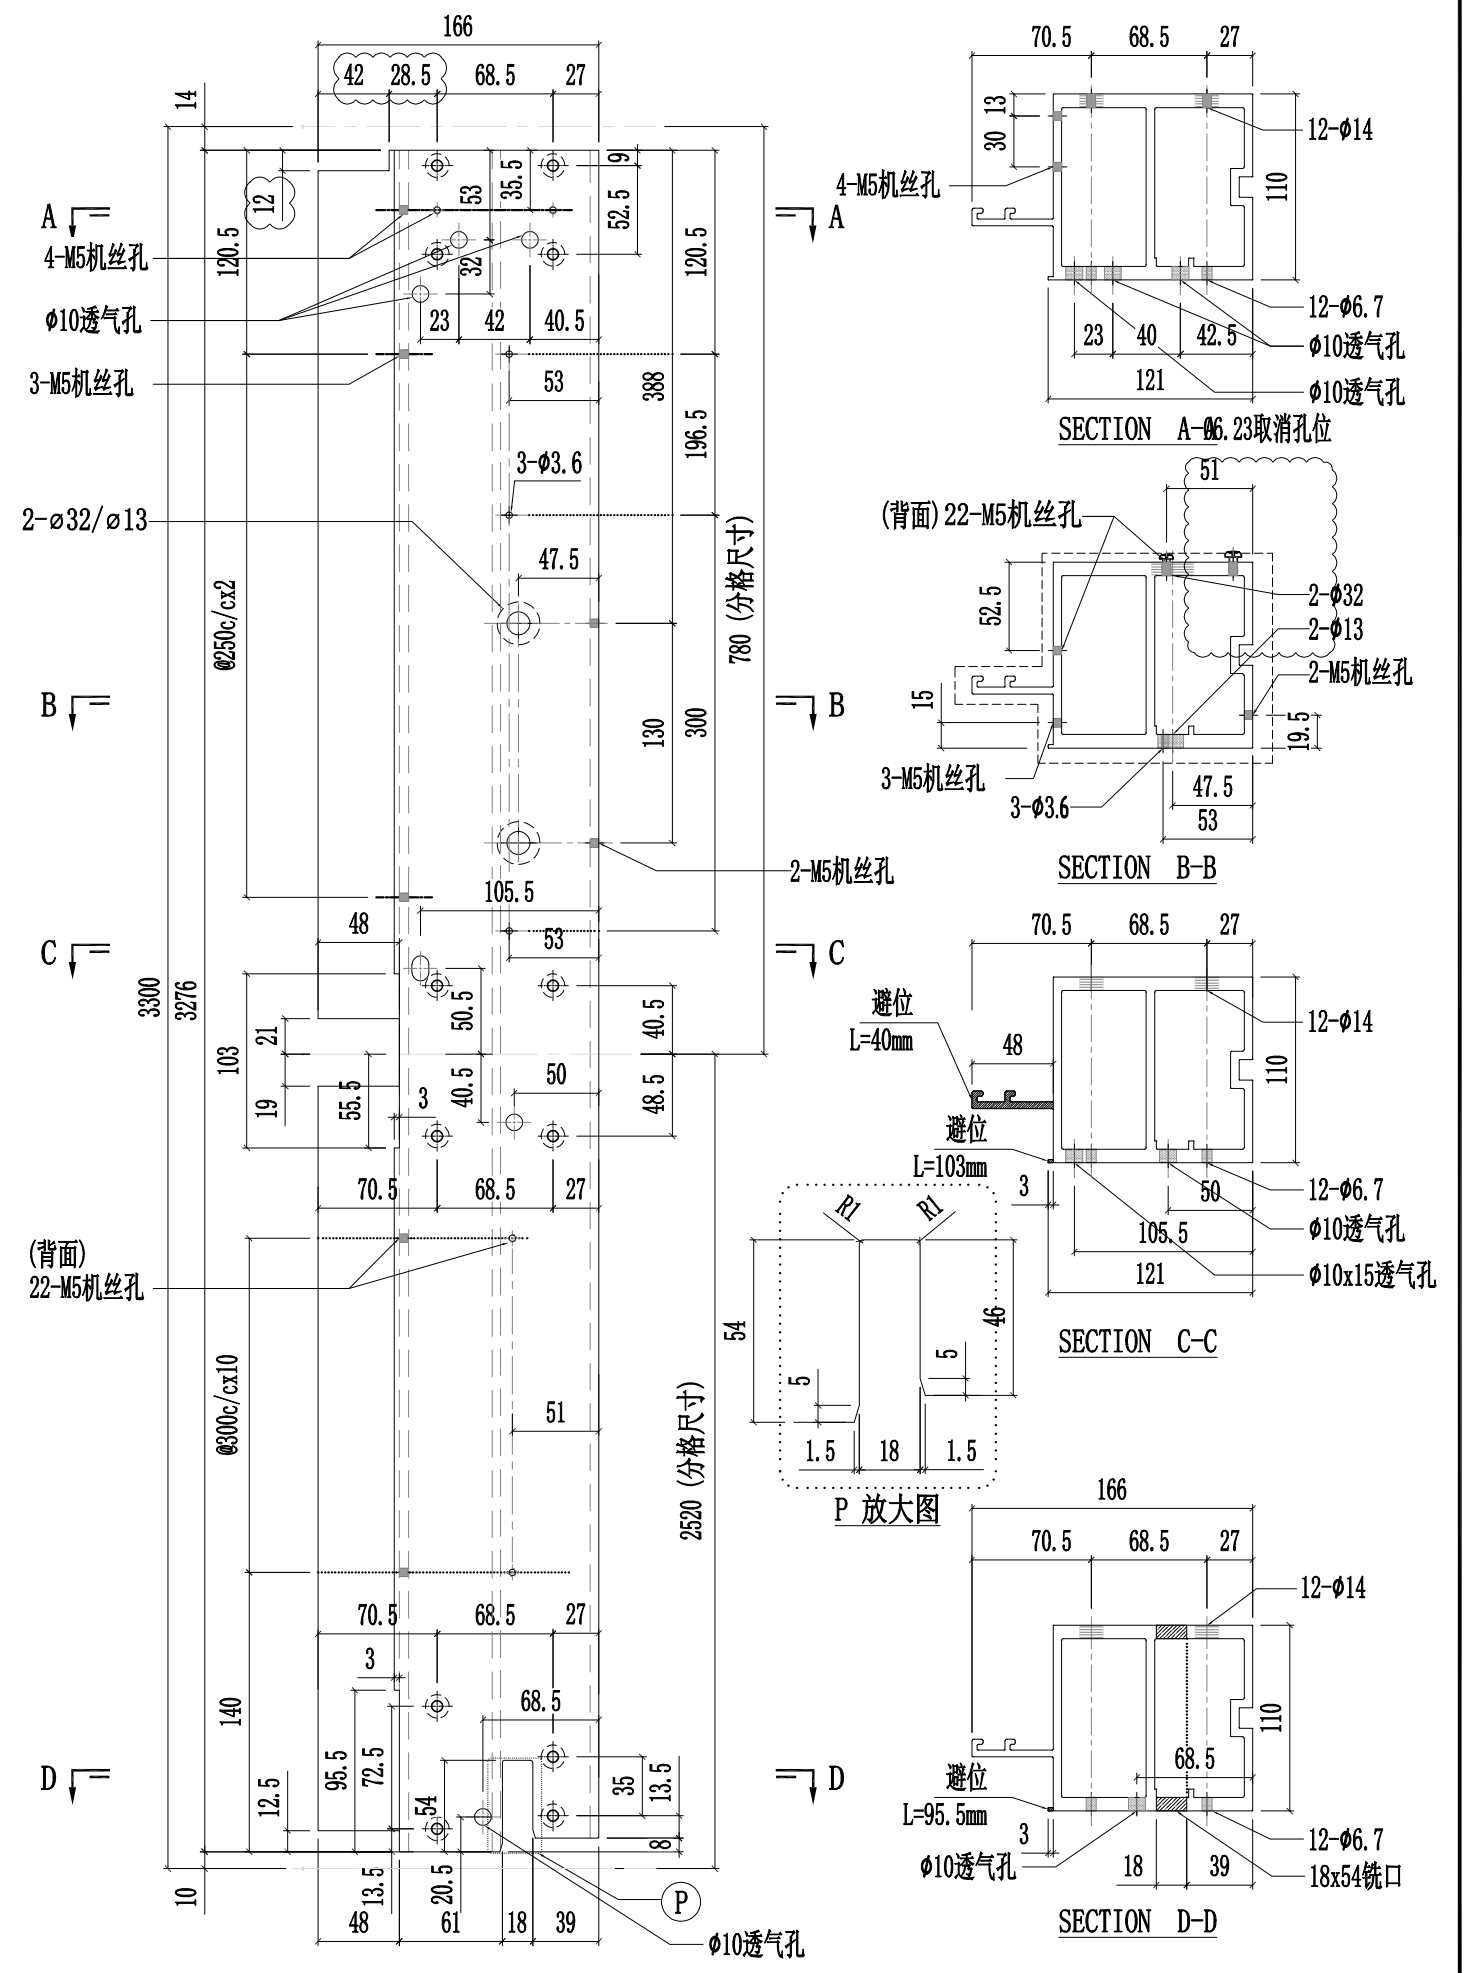 166
42
28.5
68.5
27
14
12
53
35.5
9
52.5
A
A
4-M5机丝孔
120.5
120.5
32
ϕ10透气孔
23
42
40.5
3-M5机丝孔
53
388
196.5
3-ϕ3.6
2-⌀32/⌀13
47.5
780 (分格尺寸)
@250c/cx2
B
B
130
300
2-M5机丝孔
105.5
48
53
C
C
3300
3276
21
103
19
55.5
50.5
40.5
40.5
3
50
48.5
70.5
68.5
27
(背面)
22-M5机丝孔
@300c/cx10
51
2520 (分格尺寸)
70.5
68.5
27
3
68.5
140
95.5
72.5
12.5
54
35
13.5
D
D
8
13.5
20.5
10
P
48
61
18
39
ϕ10透气孔
70.5
68.5
27
13
30
12-ϕ14
4-M5机丝孔
110
12-ϕ6.7
23
40
42.5
ϕ10透气孔
121
ϕ10透气孔
SECTION A-A
06.23取消孔位
51
(背面)22-M5机丝孔
52.5
2-ϕ32
2-ϕ13
2-M5机丝孔
15
19.5
3-M5机丝孔
47.5
3-ϕ3.6
53
SECTION B-B
70.5
68.5
27
避位
L=40mm
48
12-ϕ14
110
避位
L=103mm
3
12-ϕ6.7
50
ϕ10透气孔
105.5
121
ϕ10x15透气孔
SECTION C-C
R1
R1
54
46
5
5
1.5
18
1.5
P 放大图
166
70.5
68.5
27
12-ϕ14
110
68.5
避位
L=95.5mm
3
12-ϕ6.7
ϕ10透气孔
18
39
18x54铣口
SECTION D-D